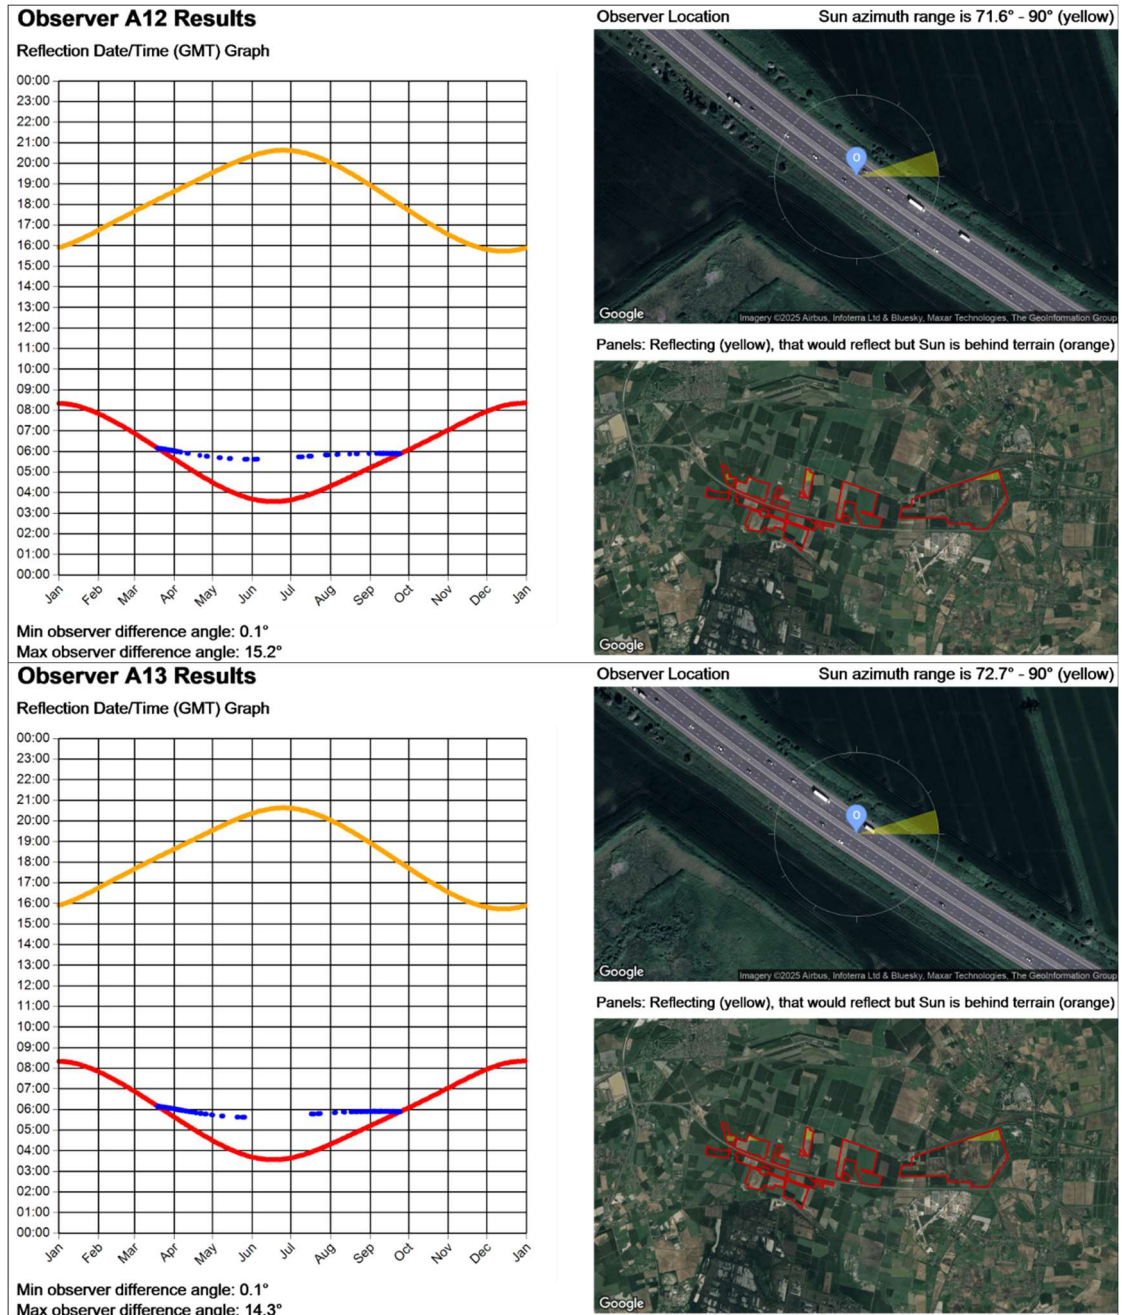 Observer A12 Results
Reflection Date/Time (GMT) Graph
00:00
23:00
22:00
21:00
20:00
19:00
18:00
17:00
16:00
15:00
14:00
13:00
12:00
11:00
10:00
09:00
08:00
07:00
06:00
05:00
04:00
03:00
02:00
01:00
00:00
Jan Feb Mar Apr May Jun Jul Aug Sep Oct Nov Dec Jan
Min observer difference angle: 0.1°
Max observer difference angle: 15.2°
Observer Location Sun azimuth range is 71.6° - 90° (yellow)
O
Google Imagery ©2025 Airbus, Infoterra Ltd & Bluesky, Maxar Technologies, The GeoInformation Group
Panels: Reflecting (yellow), that would reflect but Sun is behind terrain (orange)
Google
Observer A13 Results
Reflection Date/Time (GMT) Graph
00:00
23:00
22:00
21:00
20:00
19:00
18:00
17:00
16:00
15:00
14:00
13:00
12:00
11:00
10:00
09:00
08:00
07:00
06:00
05:00
04:00
03:00
02:00
01:00
00:00
Jan Feb Mar Apr May Jun Jul Aug Sep Oct Nov Dec Jan
Min observer difference angle: 0.1°
Max observer difference angle: 14.3°
Observer Location Sun azimuth range is 72.7° - 90° (yellow)
O
Google Imagery ©2025 Airbus, Infoterra Ltd & Bluesky, Maxar Technologies, The GeoInformation Group
Panels: Reflecting (yellow), that would reflect but Sun is behind terrain (orange)
Google